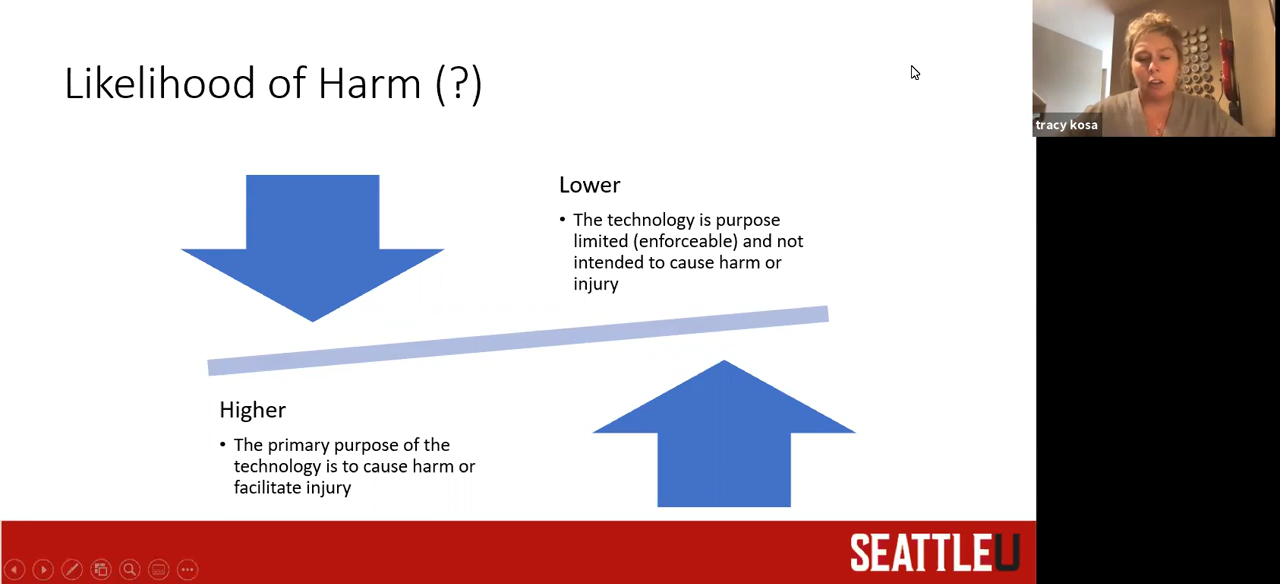 Likelihood of Harm (?)
tracy kosa
Lower
• The technology is purpose
limited (enforceable) and not
intended to cause harm or
injury
Higher
• The primary purpose of the
technology is to cause harm or
facilitate injury
SEATTLEU